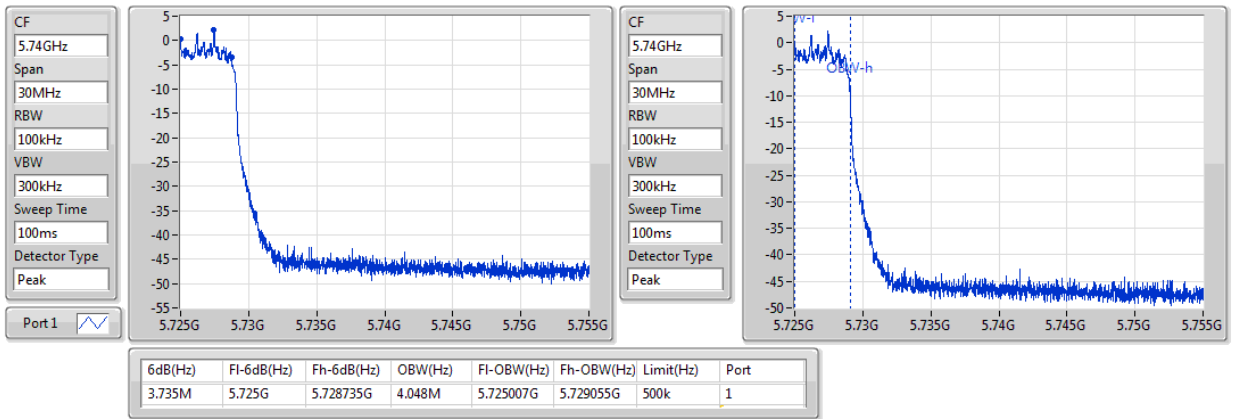 CF
5.74GHz
Span
30MHz
RBW
100kHz
VBW
300kHz
Sweep Time
100ms
Detector Type
Peak
Port 1
5
0
-5
-10
-15
-20
-25
-30
-35
-40
-45
-50
-55
5.725G 5.73G 5.735G 5.74G 5.745G 5.75G 5.755G
CF
5.74GHz
Span
30MHz
RBW
100kHz
VBW
300kHz
Sweep Time
100ms
Detector Type
Peak
5
0
-5
-10
-15
-20
-25
-30
-35
-40
-45
-50
OBW-h
5.725G 5.73G 5.735G 5.74G 5.745G 5.75G 5.755G
6dB(Hz) Fl-6dB(Hz) Fh-6dB(Hz) OBW(Hz) Fl-OBW(Hz) Fh-OBW(Hz) Limit(Hz) Port
3.735M 5.725G 5.728735G 4.048M 5.725007G 5.729055G 500k 1